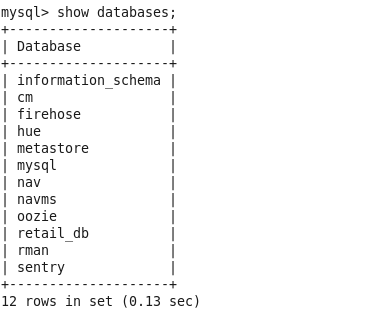 mysql> show databases;
+--------------------+
| Database           |
+--------------------+
| information_schema |
| cm                 |
| firehose           |
| hue                |
| metastore          |
| mysql              |
| nav                |
| navms              |
| oozie              |
| retail_db          |
| rman               |
| sentry             |
+--------------------+
12 rows in set (0.13 sec)